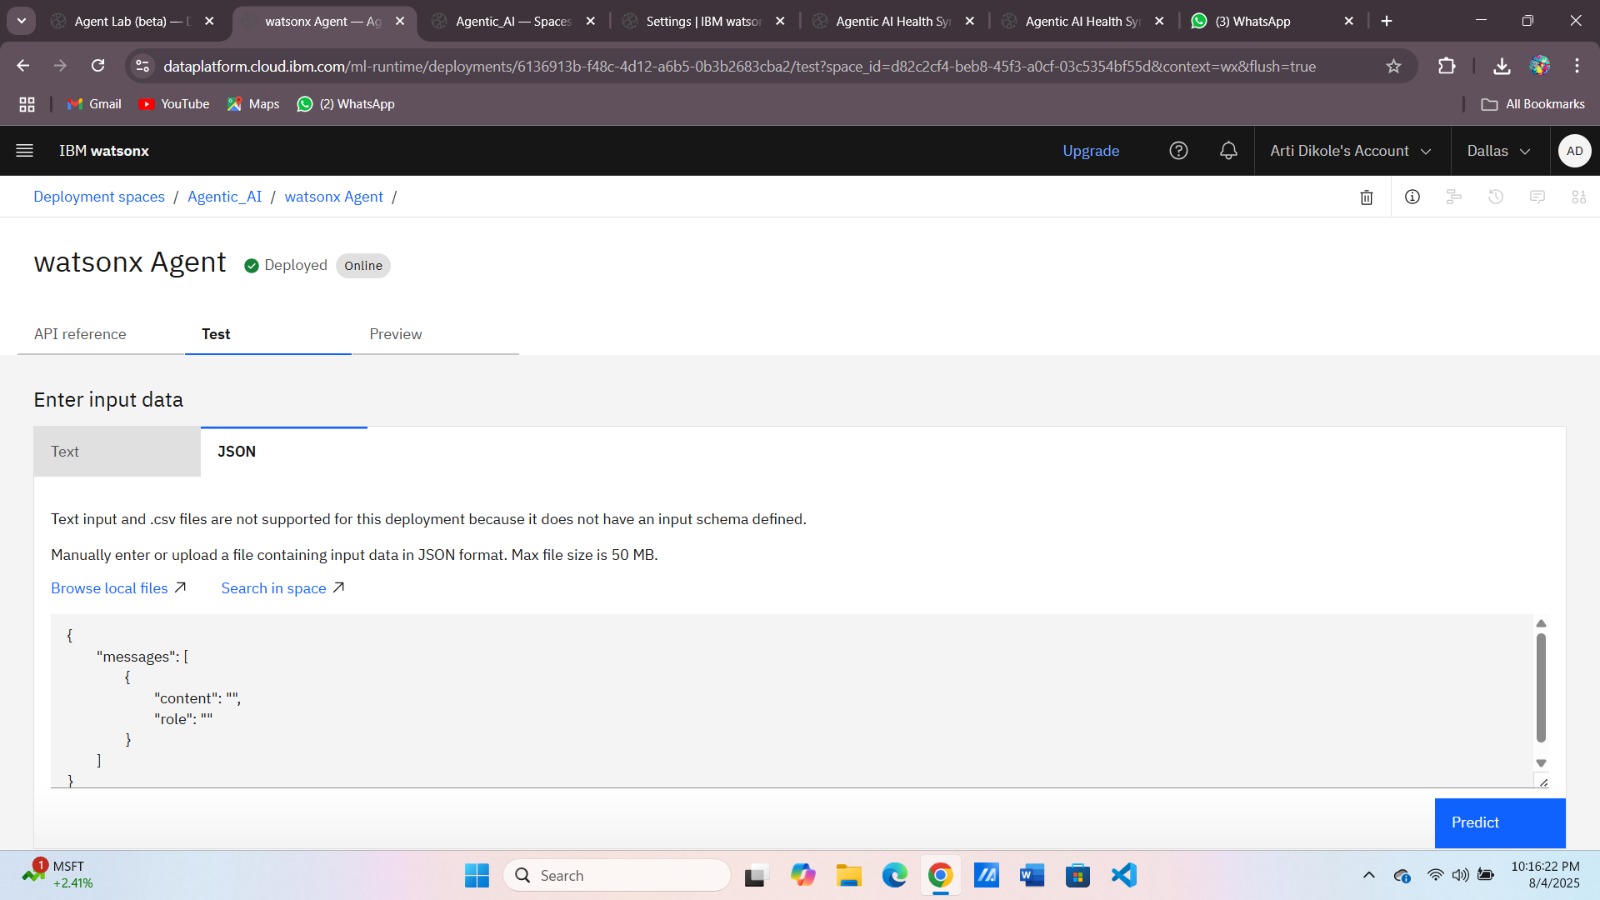 Agent Lab (beta) —
watsonx Agent — Ag
Agentic_AI — Spaces
Settings | IBM watsor
Agentic AI Health Sy
Agentic AI Health Sy
(3) WhatsApp
dataplatform.cloud.ibm.com/ml-runtime/deployments/6136913b-f48c-4d12-a6b5-0b3b2683cba2/test?space_id=d82c2cf4-beb8-45f3-a0cf-03c5354bf55d&context=wx&flush=true
Gmail
YouTube
Maps
(2) WhatsApp
All Bookmarks
IBM watsonx
Upgrade
Arti Dikole's Account
Dallas
AD
Deployment spaces / Agentic_AI / watsonx Agent /
watsonx Agent
Deployed
Online
API reference
Test
Preview
Enter input data
Text
JSON
Text input and .csv files are not supported for this deployment because it does not have an input schema defined.
Manually enter or upload a file containing input data in JSON format. Max file size is 50 MB.
Browse local files
Search in space
{
"messages": [
{
"content": "",
"role": ""
}
]
}
Predict
1
MSFT
+2.41%
Search
10:16:22 PM
8/4/2025